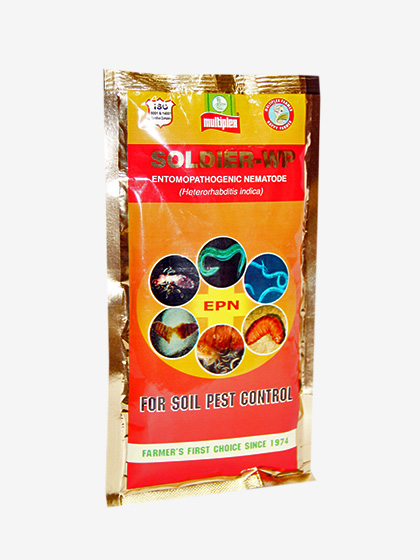 multiplex
SOLDIER-WP
ENTOMOPATHOGENIC NEMATODE
(Heterorhabditis indica)
EPN
FOR SOIL PEST CONTROL
FARMER'S FIRST CHOICE SINCE 1974